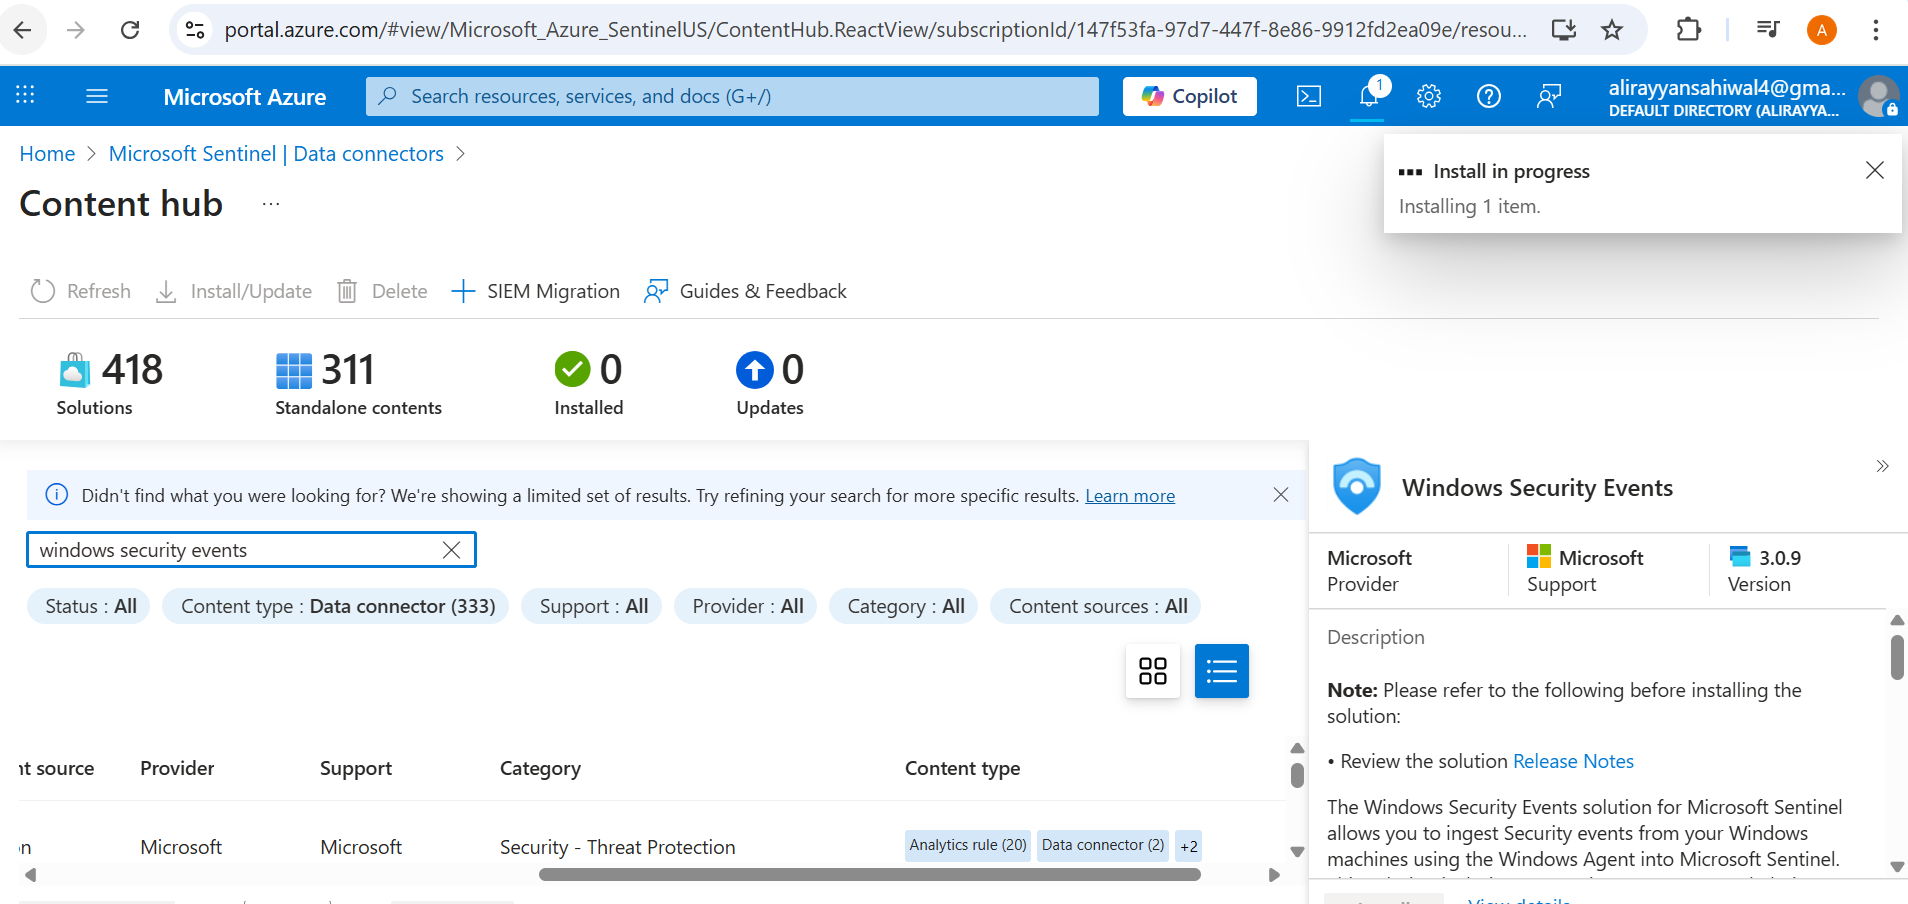 portal.azure.com/#view/Microsoft_Azure_SentinelUS/ContentHub.ReactView/subscriptionId/147f53fa-97d7-447f-8e86-9912fd2ea09e/resou...
A
Microsoft Azure
Search resources, services, and docs (G+/)
Copilot
1
alirayyansahiwal4@gma...
DEFAULT DIRECTORY (ALIRAYYA...
Home > Microsoft Sentinel | Data connectors >
Content hub ...
Install in progress
Installing 1 item.
Refresh Install/Update Delete SIEM Migration Guides & Feedback
418 311 0 0
Solutions Standalone contents Installed Updates
Didn't find what you were looking for? We're showing a limited set of results. Try refining your search for more specific results. Learn more
windows security events
Status : All Content type : Data connector (333) Support : All Provider : All Category : All Content sources : All
nt source Provider Support Category Content type
n Microsoft Microsoft Security - Threat Protection Analytics rule (20) Data connector (2) +2
Windows Security Events
Microsoft Microsoft 3.0.9
Provider Support Version
Description
Note: Please refer to the following before installing the
solution:
• Review the solution Release Notes
The Windows Security Events solution for Microsoft Sentinel
allows you to ingest Security events from your Windows
machines using the Windows Agent into Microsoft Sentinel.
View details